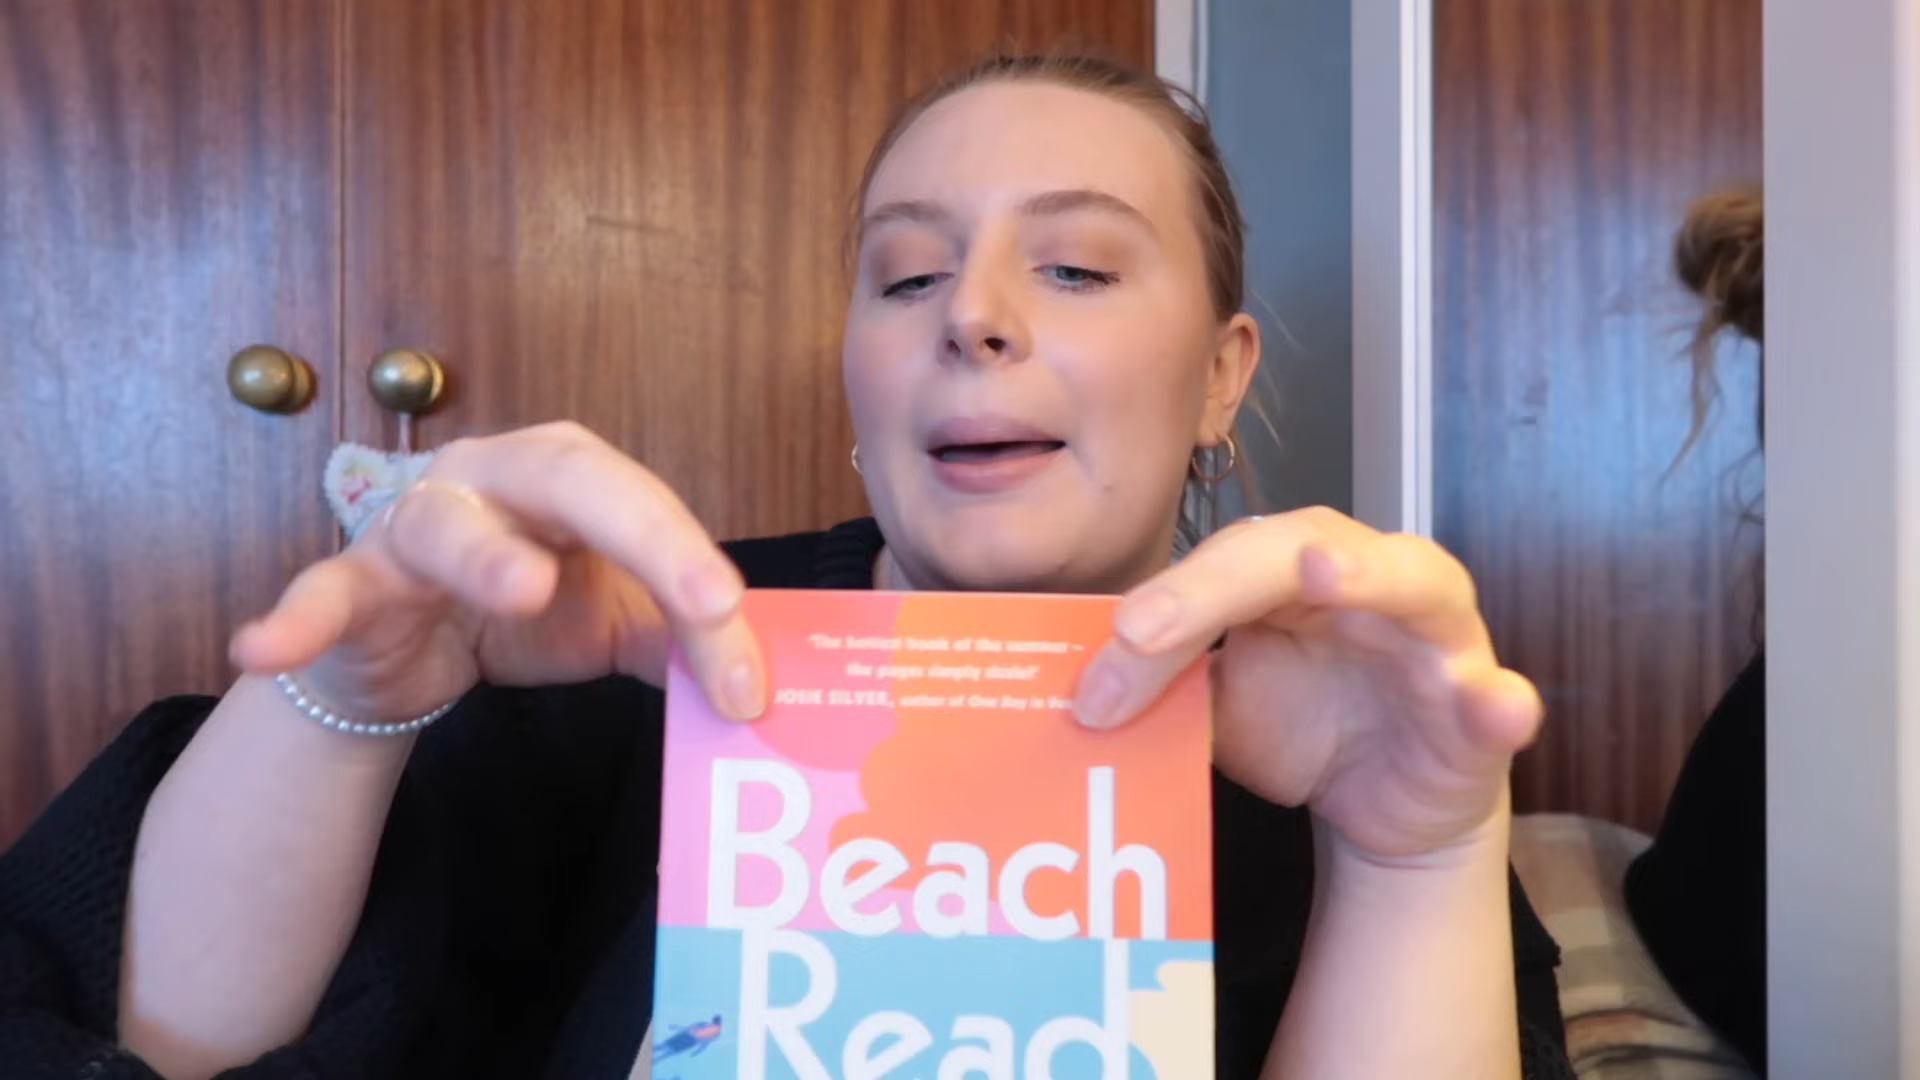 'The hottest book of the summer –
the pages simply sizzle!'
JOSIE SILVER, author of One Day in
Beach
Read